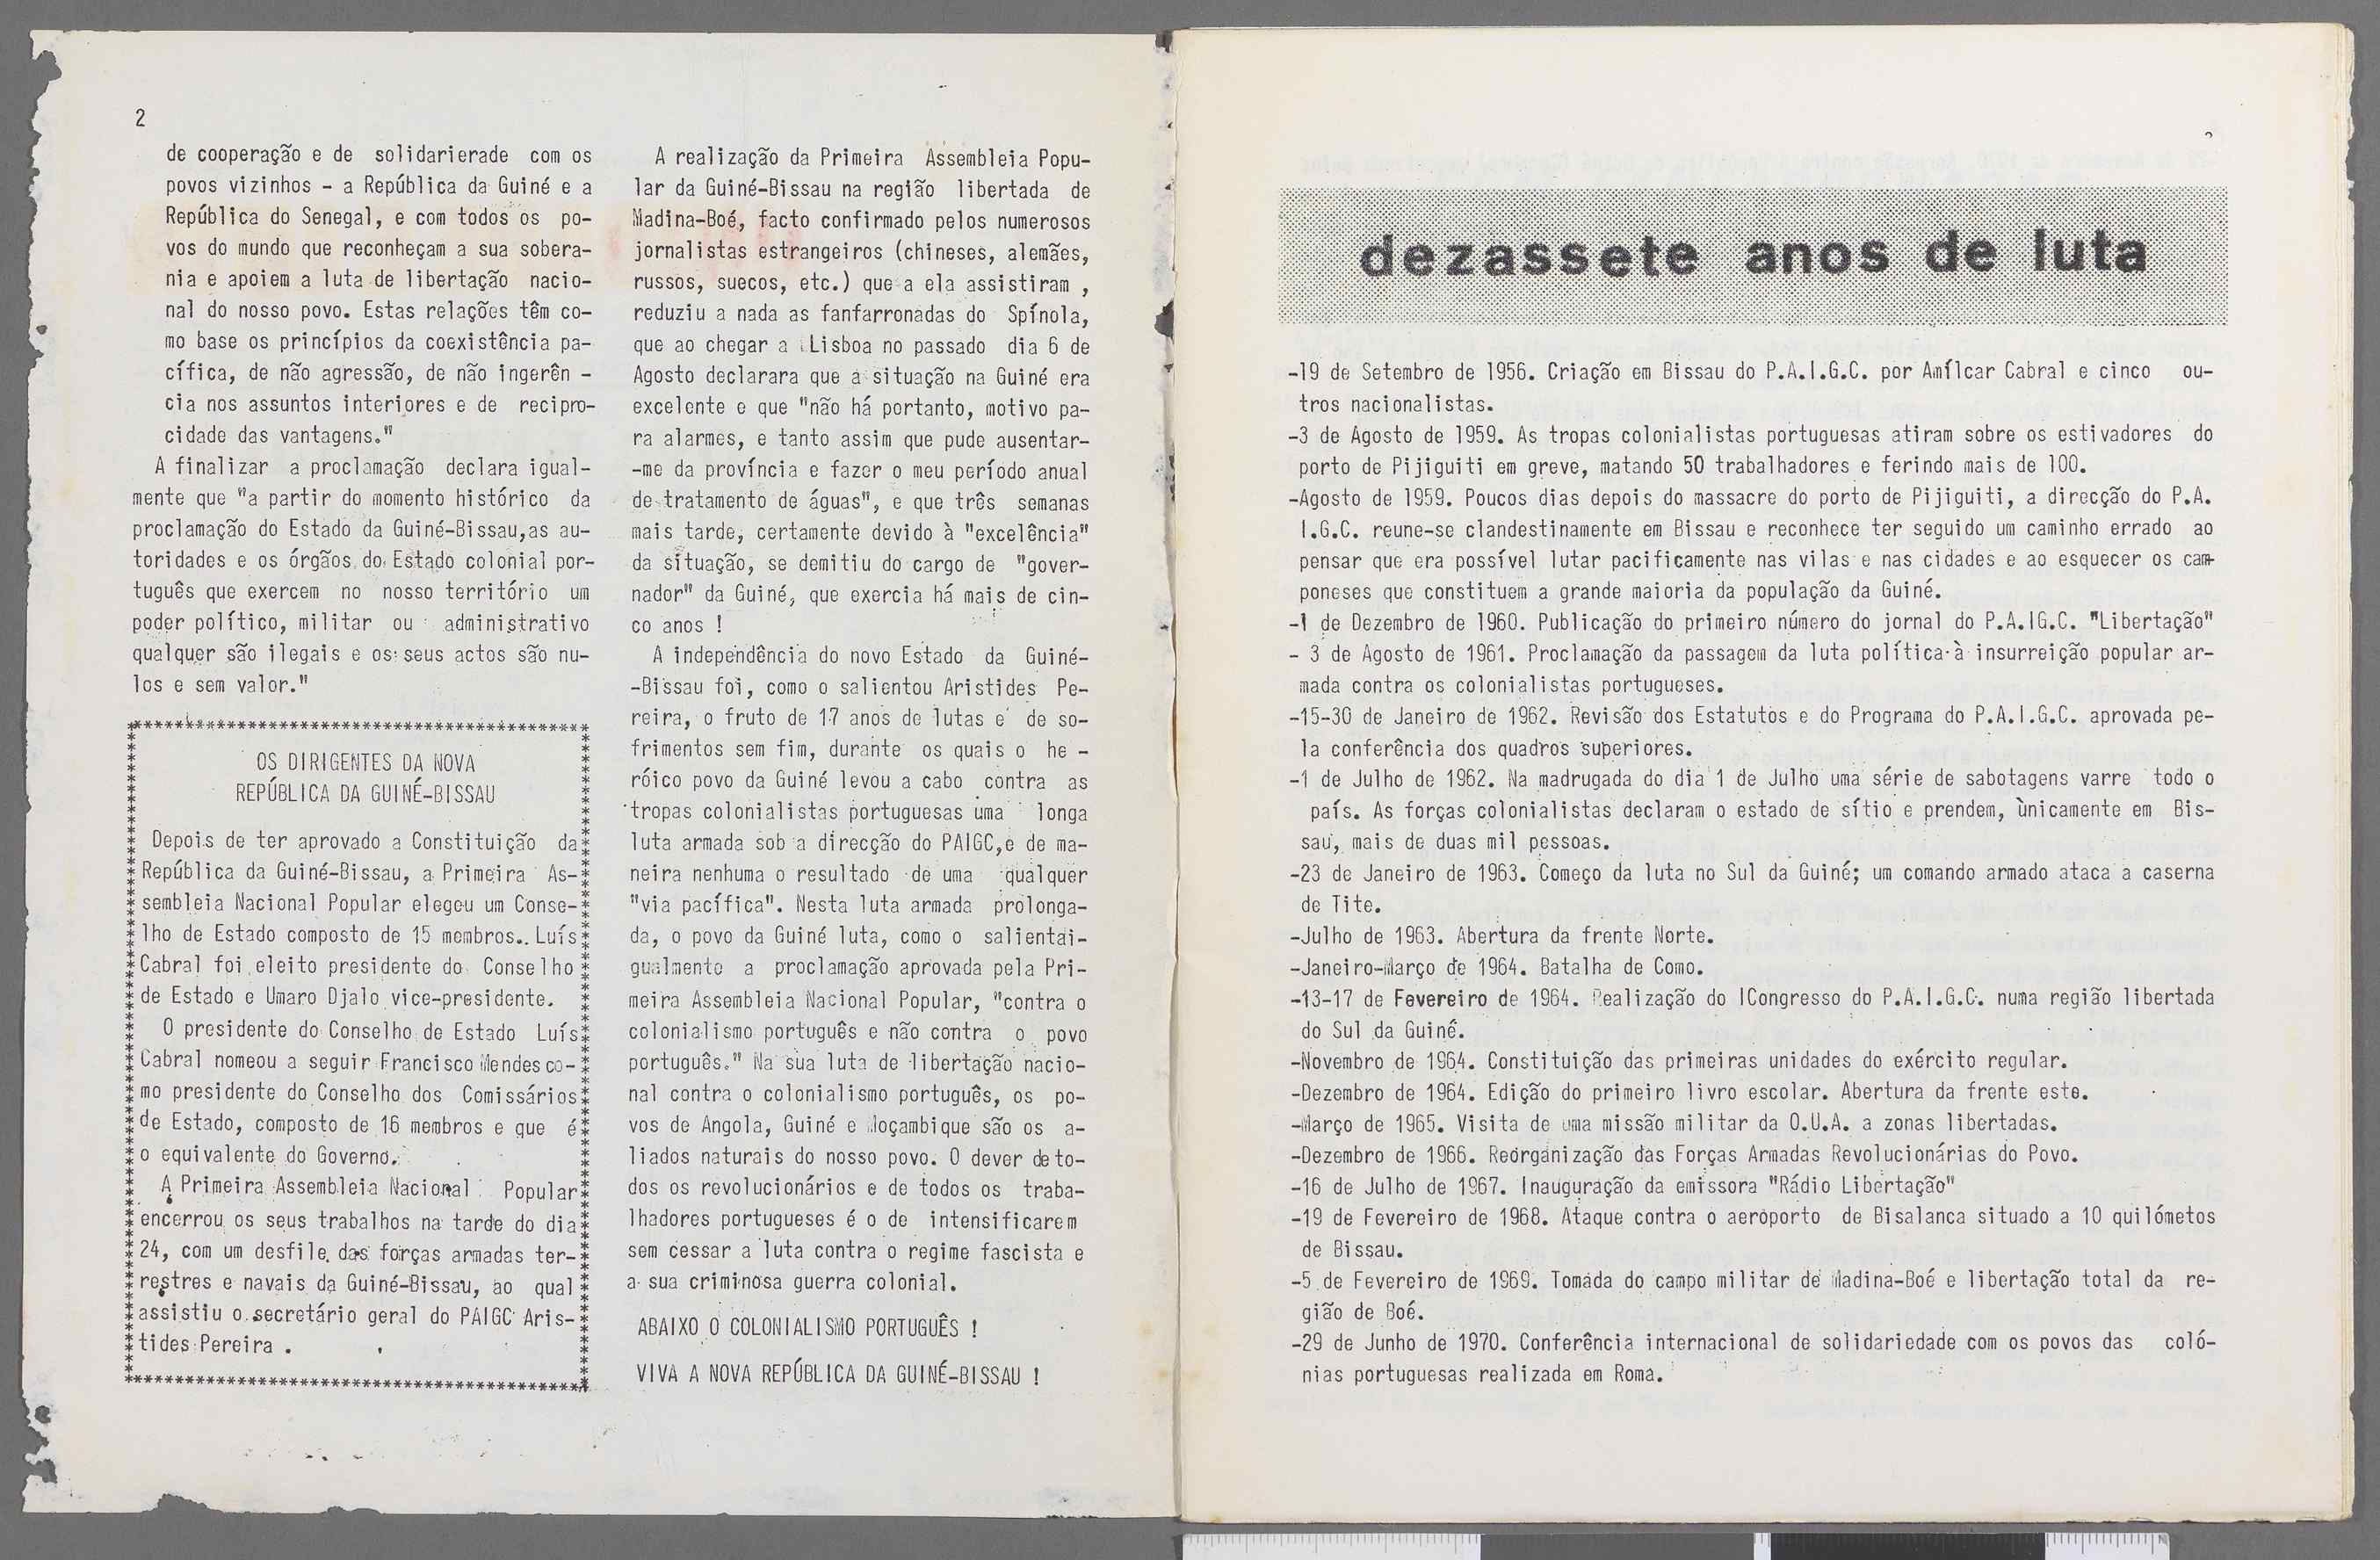 2
de cooperação e de solidarierade com os
povos vizinhos - a República da Guiné e a
República do Senegal, e com todos os po-
vos do mundo que reconheçam a sua sobera-
nia e apoiem a luta de libertação nacio-
nal do nosso povo. Estas relações têm co-
mo base os princípios da coexistência pa-
cífica, de não agressão, de não ingerên -
cia nos assuntos interiores e de recipro-
cidade das vantagens."
A finalizar a proclamação declara igual-
mente que "a partir do momento histórico da
proclamação do Estado da Guiné-Bissau,as au-
toridades e os órgãos do Estado colonial por-
tuguês que exercem no nosso território um
poder político, militar ou administrativo
qualquer são ilegais e os seus actos são nu-
los e sem valor."
OS DIRIGENTES DA NOVA
REPÚBLICA DA GUINÉ-BISSAU
Depois de ter aprovado a Constituição da
República da Guiné-Bissau, a Primeira As-
sembleia Nacional Popular elegeu um Conse-
lho de Estado composto de 15 membros. Luís
Cabral foi eleito presidente do Conselho
de Estado e Umaro Djalo vice-presidente.
O presidente do Conselho de Estado Luís
Cabral nomeou a seguir Francisco Mendes co-
mo presidente do Conselho dos Comissários
de Estado, composto de 16 membros e que é
o equivalente do Governo.
A Primeira Assembleia Nacional Popular
encerrou os seus trabalhos na tarde do dia
24, com um desfile das forças armadas ter-
restres e navais da Guiné-Bissau, ao qual
assistiu o secretário geral do PAIGC Aris-
tides Pereira .
A realização da Primeira Assembleia Popu-
lar da Guiné-Bissau na região libertada de
Madina-Boé, facto confirmado pelos numerosos
jornalistas estrangeiros (chineses, alemães,
russos, suecos, etc.) que a ela assistiram ,
reduziu a nada as fanfarronadas do Spínola,
que ao chegar a Lisboa no passado dia 6 de
Agosto declarara que a situação na Guiné era
excelente e que "não há portanto, motivo pa-
ra alarmes, e tanto assim que pude ausentar-
-me da província e fazer o meu período anual
de tratamento de águas", e que três semanas
mais tarde, certamente devido à "excelência"
da situação, se demitiu do cargo de "gover-
nador" da Guiné, que exercia há mais de cin-
co anos !
A independência do novo Estado da Guiné-
-Bissau foi, como o salientou Aristides Pe-
reira, o fruto de 17 anos de lutas e de so-
frimentos sem fim, durante os quais o he -
róico povo da Guiné levou a cabo contra as
tropas colonialistas portuguesas uma longa
luta armada sob a direcção do PAIGC,e de ma-
neira nenhuma o resultado de uma qualquer
"via pacífica". Nesta luta armada prolonga-
da, o povo da Guiné luta, como o salientai-
gualmente a proclamação aprovada pela Pri-
meira Assembleia Nacional Popular, "contra o
colonialismo português e não contra o povo
português." Na sua luta de libertação nacio-
nal contra o colonialismo português, os po-
vos de Angola, Guiné e Moçambique são os a-
liados naturais do nosso povo. O dever de to-
dos os revolucionários e de todos os traba-
lhadores portugueses é o de intensificarem
sem cessar a luta contra o regime fascista e
a sua criminosa guerra colonial.
ABAIXO O COLONIALISMO PORTUGUÊS !
VIVA A NOVA REPÚBLICA DA GUINÉ-BISSAU !
dezassete anos de luta
-19 de Setembro de 1956. Criação em Bissau do P.A.I.G.C. por Amílcar Cabral e cinco ou-
tros nacionalistas.
-3 de Agosto de 1959. As tropas colonialistas portuguesas atiram sobre os estivadores do
porto de Pijiguiti em greve, matando 50 trabalhadores e ferindo mais de 100.
-Agosto de 1959. Poucos dias depois do massacre do porto de Pijiguiti, a direcção do P.A.
I.G.C. reune-se clandestinamente em Bissau e reconhece ter seguido um caminho errado ao
pensar que era possível lutar pacificamente nas vilas e nas cidades e ao esquecer os cam-
poneses que constituem a grande maioria da população da Guiné.
-1 de Dezembro de 1960. Publicação do primeiro número do jornal do P.A.IG.C. "Libertação"
- 3 de Agosto de 1961. Proclamação da passagem da luta política à insurreição popular ar-
mada contra os colonialistas portugueses.
-15-30 de Janeiro de 1962. Revisão dos Estatutos e do Programa do P.A.I.G.C. aprovada pe-
la conferência dos quadros superiores.
-1 de Julho de 1962. Na madrugada do dia 1 de Julho uma série de sabotagens varre todo o
país. As forças colonialistas declaram o estado de sítio e prendem, ùnicamente em Bis-
sau, mais de duas mil pessoas.
-23 de Janeiro de 1963. Começo da luta no Sul da Guiné; um comando armado ataca a caserna
de Tite.
-Julho de 1963. Abertura da frente Norte.
-Janeiro-Março de 1964. Batalha de Como.
-13-17 de Fevereiro de 1964. Realização do ICongresso do P.A.I.G.C. numa região libertada
do Sul da Guiné.
-Novembro de 1964. Constituição das primeiras unidades do exército regular.
-Dezembro de 1964. Edição do primeiro livro escolar. Abertura da frente este.
-Março de 1965. Visita de uma missão militar da O.U.A. a zonas libertadas.
-Dezembro de 1966. Reorganização das Forças Armadas Revolucionárias do Povo.
-16 de Julho de 1967. Inauguração da emissora "Rádio Libertação"
-19 de Fevereiro de 1968. Ataque contra o aeroporto de Bisalanca situado a 10 quilómetos
de Bissau.
-5 de Fevereiro de 1969. Tomada do campo militar de Madina-Boé e libertação total da re-
gião de Boé.
-29 de Junho de 1970. Conferência internacional de solidariedade com os povos das coló-
nias portuguesas realizada em Roma.